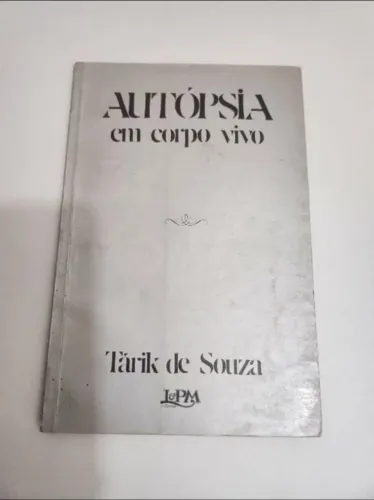 AUTÓPSIA
em corpo vivo
Tárik de Souza
L&PM